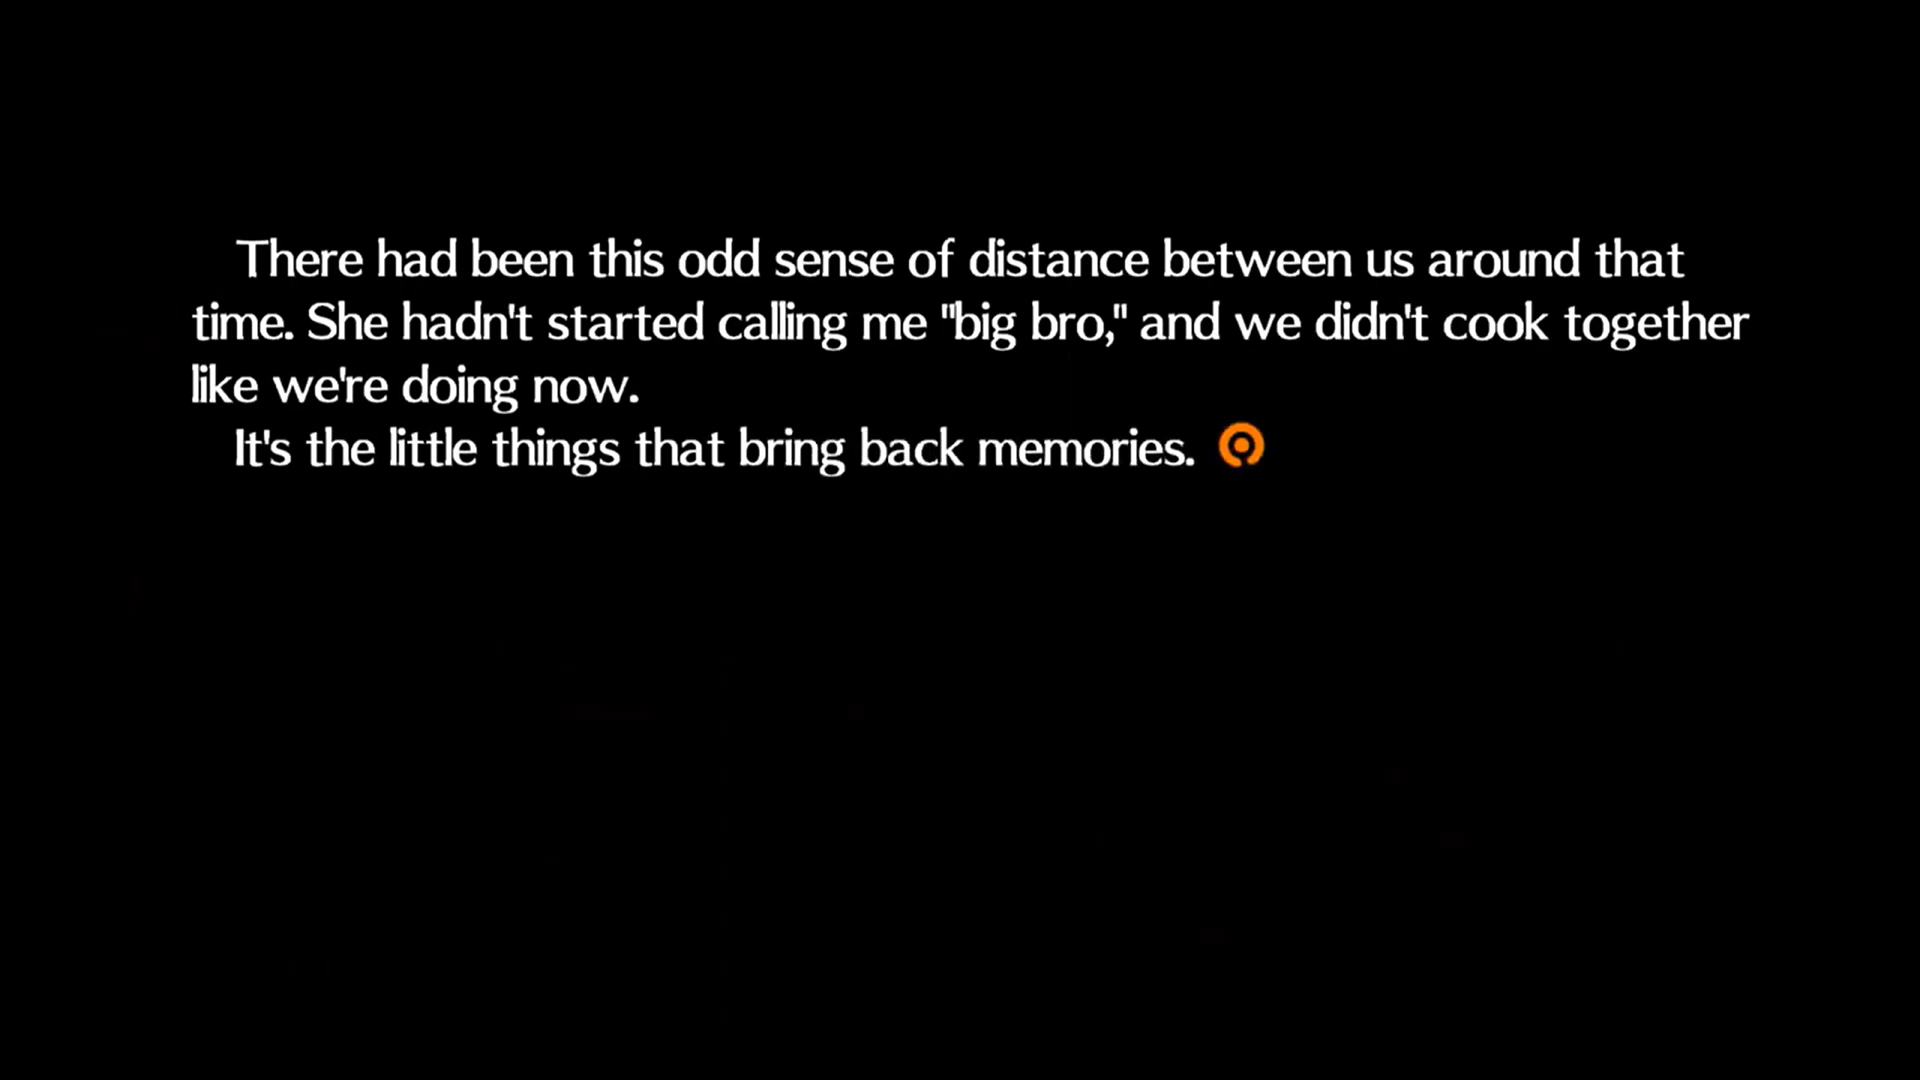 There had been this odd sense of distance between us around that
time. She hadn't started calling me "big bro," and we didn't cook together
like we're doing now.
It's the little things that bring back memories.